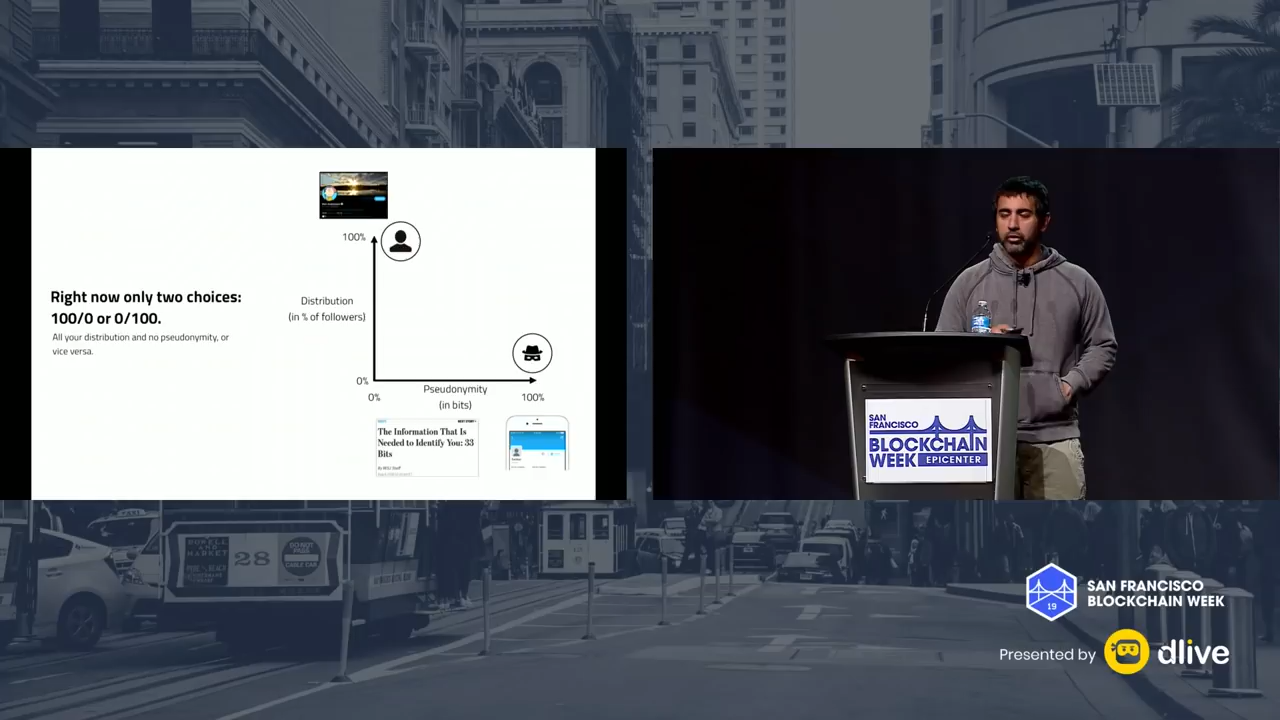 Right now only two choices:
100/0 or 0/100.
All your distribution and no pseudonymity, or
vice versa.
100%
Distribution
(in % of followers)
0%
0%
Pseudonymity
(in bits)
100%
The Information That Is
Needed to Identify You: 33
Bits
SAN
FRANCISCO
BLOCKCHAIN
WEEK EPICENTER
POWELL
AND
MARKET
28
DO NOT
PASS
CABLE CAR
19
SAN FRANCISCO
BLOCKCHAIN WEEK
Presented by dlive